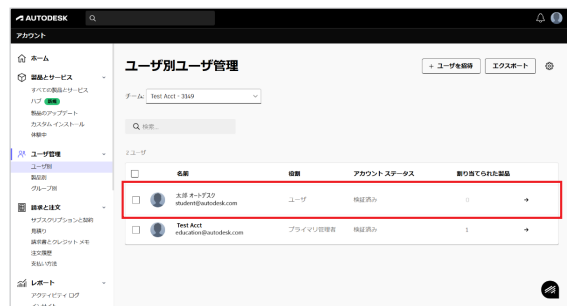 AUTODESK
アカウント
ホーム
製品とサービス
すべての製品とサービス
ハブ 新機能
製品のアップデート
カスタム インストール
体験中
ユーザ管理
ユーザ別
製品別
グループ別
請求と注文
サブスクリプションと契約
見積り
請求書とクレジット メモ
注文履歴
支払い方法
レポート
アクティビティ ログ
ユーザ別ユーザ管理
+ ユーザを招待 エクスポート
チーム: Test Acct - 3149
検索...
2 ユーザ
名前 役割 アカウント ステータス 割り当てられた製品
太郎 オートデスク
student@autodesk.com
ユーザ 検証済み 0
Test Acct
education@autodesk.com
プライマリ管理者 検証済み 1